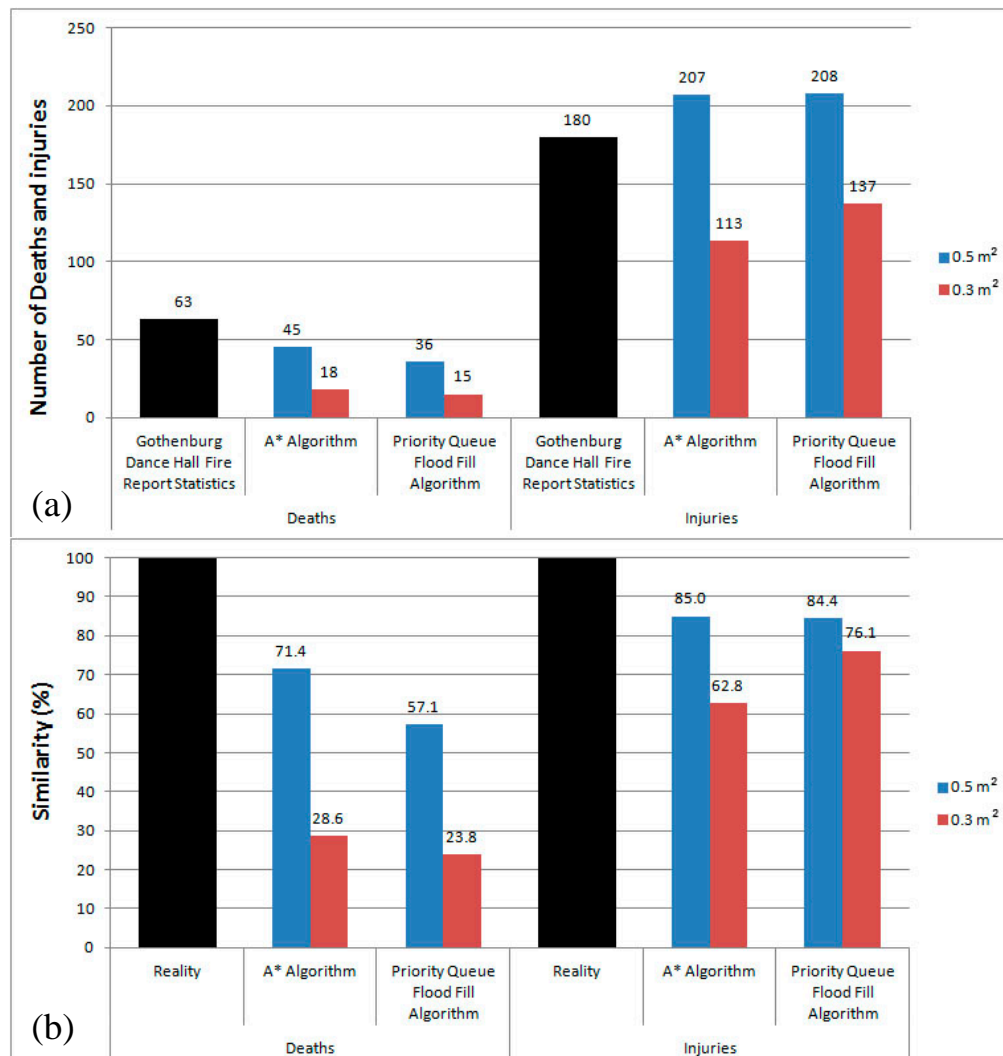 250
200
150
100
50
0
Number of Deaths and injuries
63
45
18
36
15
180
207
113
208
137
0.5 m²
0.3 m²
Gothenburg
Dance Hall Fire
Report Statistics
A* Algorithm
Priority Queue
Flood Fill
Algorithm
Gothenburg
Dance Hall Fire
Report Statistics
A* Algorithm
Priority Queue
Flood Fill
Algorithm
Deaths
Injuries
(a)
100
90
80
70
60
50
40
30
20
10
0
Similarity (%)
71.4
28.6
57.1
23.8
85.0
62.8
84.4
76.1
0.5 m²
0.3 m²
Reality
A* Algorithm
Priority Queue
Flood Fill
Algorithm
Reality
A* Algorithm
Priority Queue
Flood Fill
Algorithm
Deaths
Injuries
(b)